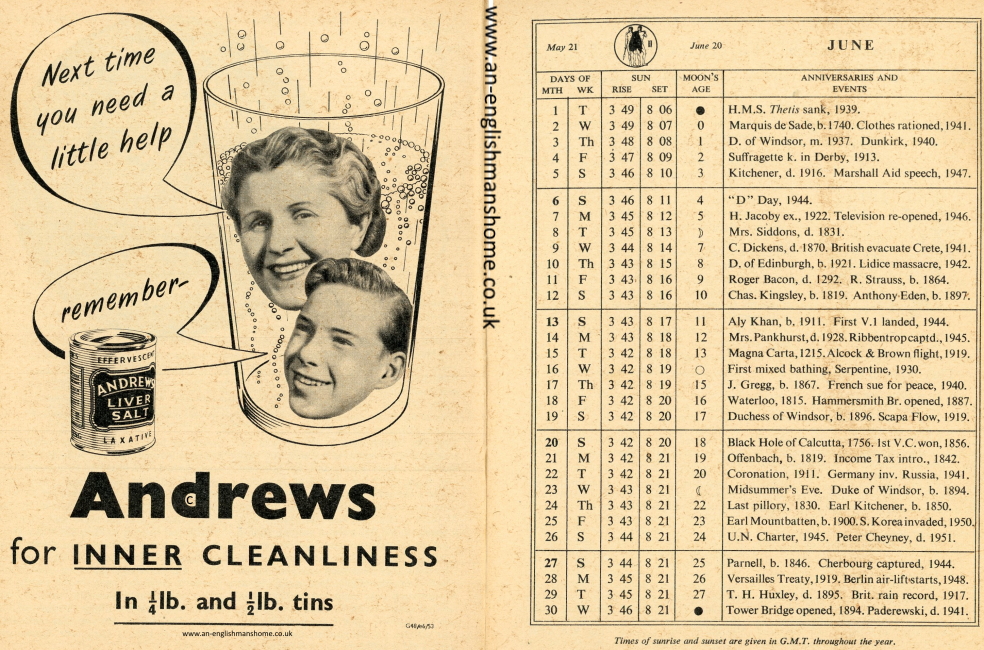 Next time
you need a
little help
remember-
EFFERVESCENT
ANDREWS
LIVER
SALT
LAXATIVE
Andrews
©
for INNER CLEANLINESS
In ¼lb. and ½lb. tins
www.an-englishmanshome.co.uk
www.an-englishmanshome.co.uk
May 21 II June 20 JUNE
DAYS OF SUN MOON'S ANNIVERSARIES AND
MTH WK RISE SET AGE EVENTS
1 T 3 49 8 06 ● H.M.S. Thetis sank, 1939.
2 W 3 49 8 07 0 Marquis de Sade, b. 1740. Clothes rationed, 1941.
3 Th 3 48 8 08 1 D. of Windsor, m. 1937. Dunkirk, 1940.
4 F 3 47 8 09 2 Suffragette k. in Derby, 1913.
5 S 3 46 8 10 3 Kitchener, d. 1916. Marshall Aid speech, 1947.
6 S 3 46 8 11 4 "D" Day, 1944.
7 M 3 45 8 12 5 H. Jacoby ex., 1922. Television re-opened, 1946.
8 T 3 45 8 13 ☽ Mrs. Siddons, d. 1831.
9 W 3 44 8 14 7 C. Dickens, d. 1870. British evacuate Crete, 1941.
10 Th 3 43 8 15 8 D. of Edinburgh, b. 1921. Lidice massacre, 1942.
11 F 3 43 8 16 9 Roger Bacon, d. 1292. R. Strauss, b. 1864.
12 S 3 43 8 16 10 Chas. Kingsley, b. 1819. Anthony Eden, b. 1897.
13 S 3 43 8 17 11 Aly Khan, b. 1911. First V.1 landed, 1944.
14 M 3 43 8 18 12 Mrs. Pankhurst, d. 1928. Ribbentrop captd., 1945.
15 T 3 42 8 18 13 Magna Carta, 1215. Alcock & Brown flight, 1919.
16 W 3 42 8 19 ○ First mixed bathing, Serpentine, 1930.
17 Th 3 42 8 19 15 J. Gregg, b. 1867. French sue for peace, 1940.
18 F 3 42 8 20 16 Waterloo, 1815. Hammersmith Br. opened, 1887.
19 S 3 42 8 20 17 Duchess of Windsor, b. 1896. Scapa Flow, 1919.
20 S 3 42 8 20 18 Black Hole of Calcutta, 1756. 1st V.C. won, 1856.
21 M 3 42 8 21 19 Offenbach, b. 1819. Income Tax intro., 1842.
22 T 3 42 8 21 20 Coronation, 1911. Germany inv. Russia, 1941.
23 W 3 43 8 21 ☾ Midsummer's Eve. Duke of Windsor, b. 1894.
24 Th 3 43 8 21 22 Last pillory, 1830. Earl Kitchener, b. 1850.
25 F 3 43 8 21 23 Earl Mountbatten, b. 1900. S. Korea invaded, 1950.
26 S 3 44 8 21 24 U.N. Charter, 1945. Peter Cheyney, d. 1951.
27 S 3 44 8 21 25 Parnell, b. 1846. Cherbourg captured, 1944.
28 M 3 45 8 21 26 Versailles Treaty, 1919. Berlin air-lift starts, 1948.
29 T 3 45 8 21 27 T. H. Huxley, d. 1895. Brit. rain record, 1917.
30 W 3 46 8 21 ● Tower Bridge opened, 1894. Paderewski, d. 1941.
Times of sunrise and sunset are given in G.M.T. throughout the year.